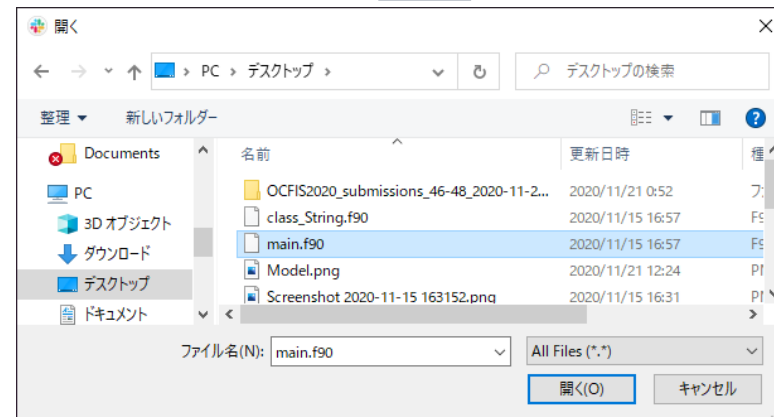 開く
PC › デスクトップ ›
デスクトップの検索
整理 新しいフォルダー
名前 更新日時 種
Documents
PC
3D オブジェクト
ダウンロード
デスクトップ
ドキュメント
OCFIS2020_submissions_46-48_2020-11-2... 2020/11/21 0:52
class_String.f90 2020/11/15 16:57
main.f90 2020/11/15 16:57
Model.png 2020/11/21 12:24
Screenshot 2020-11-15 163152.png 2020/11/15 16:31
ファイル名(N): main.f90 All Files (*.*)
開く(O) キャンセル